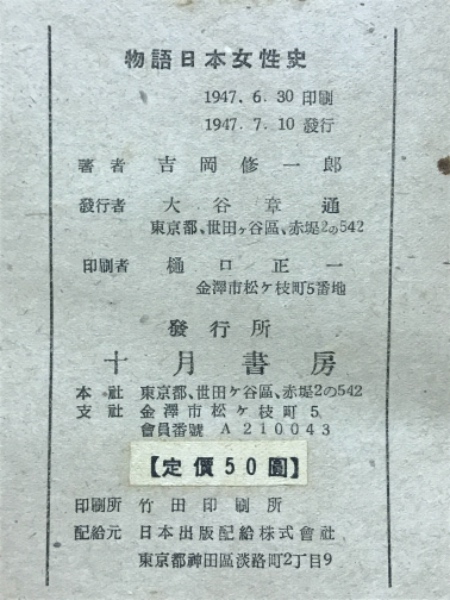 物語日本女性史
1947.6.30 印刷
1947.7.10 發行
著者 吉岡修一郎
發行者 大谷章通
東京都、世田ヶ谷區、赤堤2の542
印刷者 樋口正一
金澤市松ヶ枝町5番地
發行所
十月書房
本社 東京都、世田ケ谷區、赤堤2の542
支社 金澤市松ヶ枝町5
會員番號 A210043
【定價50圓】
印刷所 竹田印刷所
配給元 日本出版配給株式會社
東京都神田區淡路町2丁目9